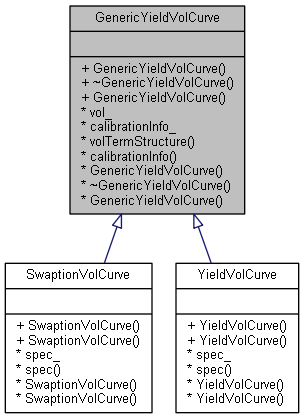 GenericYieldVolCurve
+ GenericYieldVolCurve()
+ ~GenericYieldVolCurve()
+ GenericYieldVolCurve()
* vol_
* calibrationInfo_
* volTermStructure()
* calibrationInfo()
* GenericYieldVolCurve()
* ~GenericYieldVolCurve()
* GenericYieldVolCurve()
SwaptionVolCurve
+ SwaptionVolCurve()
+ SwaptionVolCurve()
* spec_
* spec()
* SwaptionVolCurve()
* SwaptionVolCurve()
YieldVolCurve
+ YieldVolCurve()
+ YieldVolCurve()
* spec_
* spec()
* YieldVolCurve()
* YieldVolCurve()